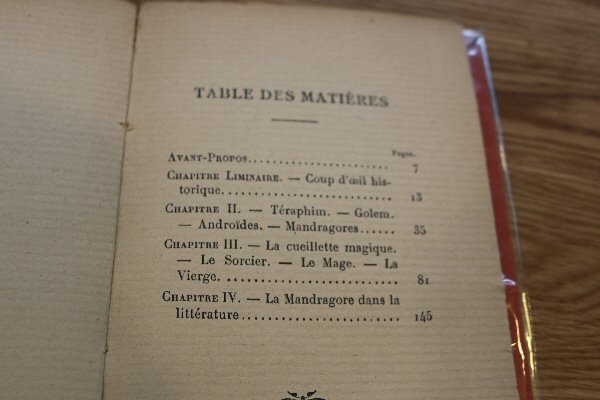 TABLE DES MATIÈRES
Pages.
AVANT-PROPOS....................... 7
CHAPITRE LIMINAIRE. — Coup d'œil his-
torique........................... 13
CHAPITRE II. — Téraphim. — Golem.
— Androïdes. — Mandragores...... 35
CHAPITRE III. — La cueillette magique.
— Le Sorcier. — Le Mage. — La
Vierge. .......................... 81
CHAPITRE IV. — La Mandragore dans la
littérature....................... 145